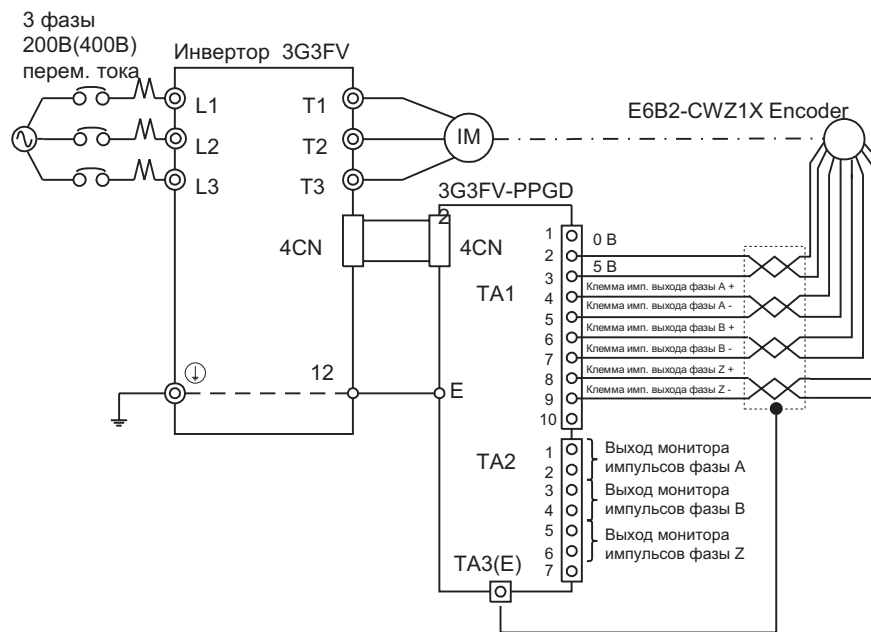 3 фазы
200В(400В)
перем. тока
Инвертор 3G3FV
L1
L2
L3
T1
T2
T3
IM
E6B2-CWZ1X Encoder
3G3FV-PPGD
2
4CN
4CN
TA1
1
2
3
4
5
6
7
8
9
10
0 В
5 В
Клемма имп. выхода фазы А +
Клемма имп. выхода фазы А -
Клемма имп. выхода фазы В +
Клемма имп. выхода фазы В -
Клемма имп. выхода фазы Z +
Клемма имп. выхода фазы Z -
12
E
TA2
1
2
3
4
5
6
7
Выход монитора
импульсов фазы А
Выход монитора
импульсов фазы В
Выход монитора
импульсов фазы Z
TA3(E)